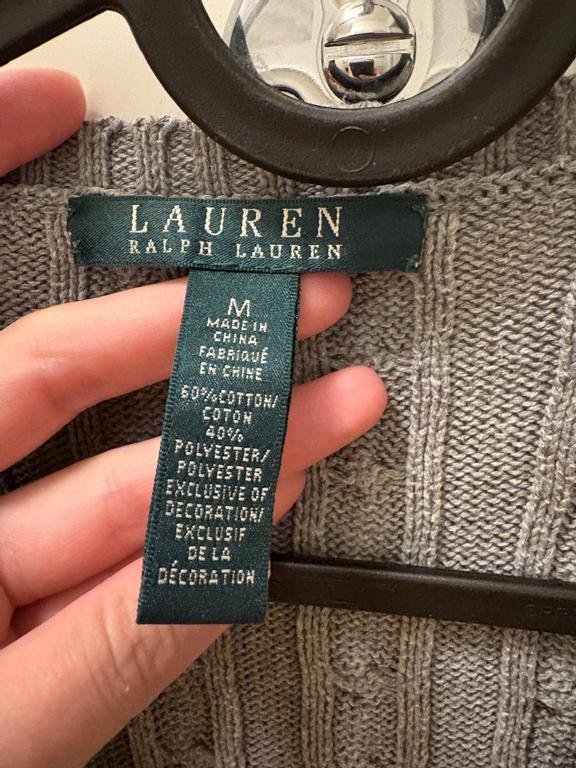 LAUREN
RALPH LAUREN
M
MADE IN
CHINA
FABRIQUÉ
EN CHINE
60% COTTON/
COTON
40%
POLYESTER/
POLYESTER
EXCLUSIVE OF
DECORATION/
EXCLUSIF
DE LA
DÉCORATION